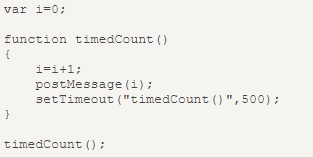 var i=0;
function timedCount()
{
    i=i+1;
    postMessage(i);
    setTimeout("timedCount()",500);
}
timedCount();